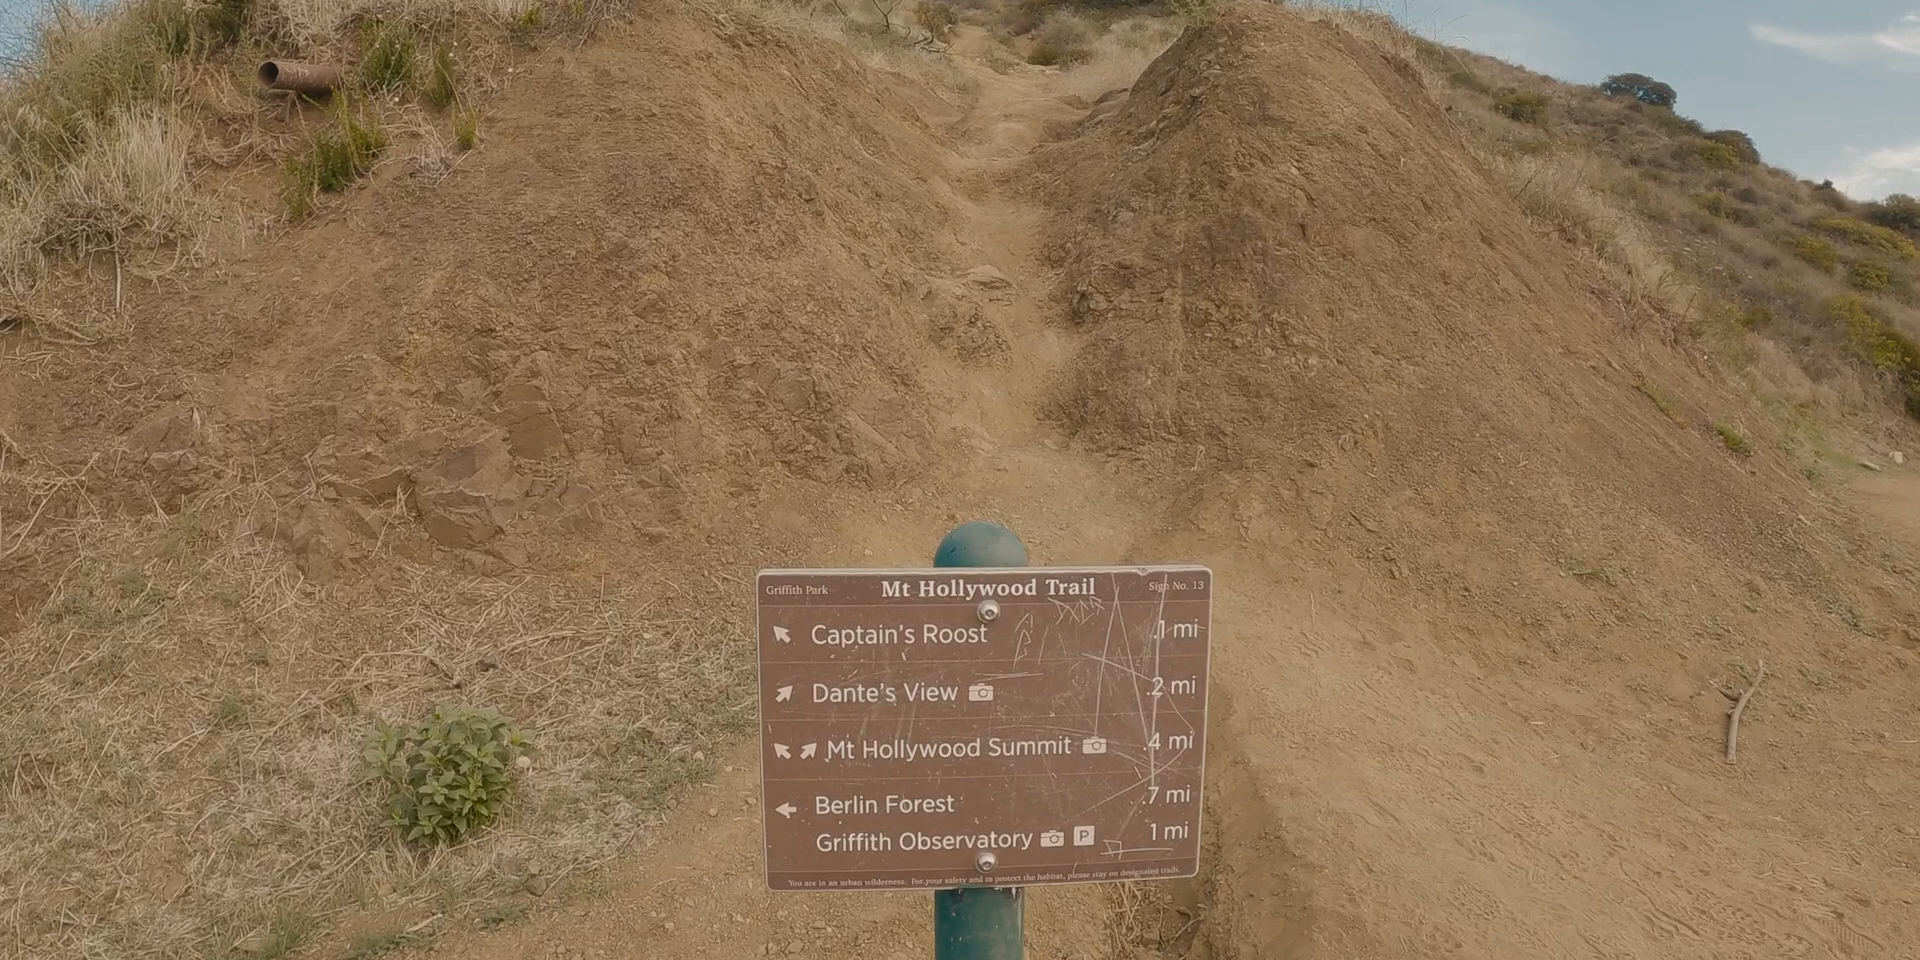 Griffith Park Mt Hollywood Trail Sign No. 13
Captain's Roost .1 mi
Dante's View .2 mi
Mt Hollywood Summit .4 mi
Berlin Forest .7 mi
Griffith Observatory P 1 mi
You are in an urban wilderness. For your safety and to protect the habitat, please stay on designated trails.